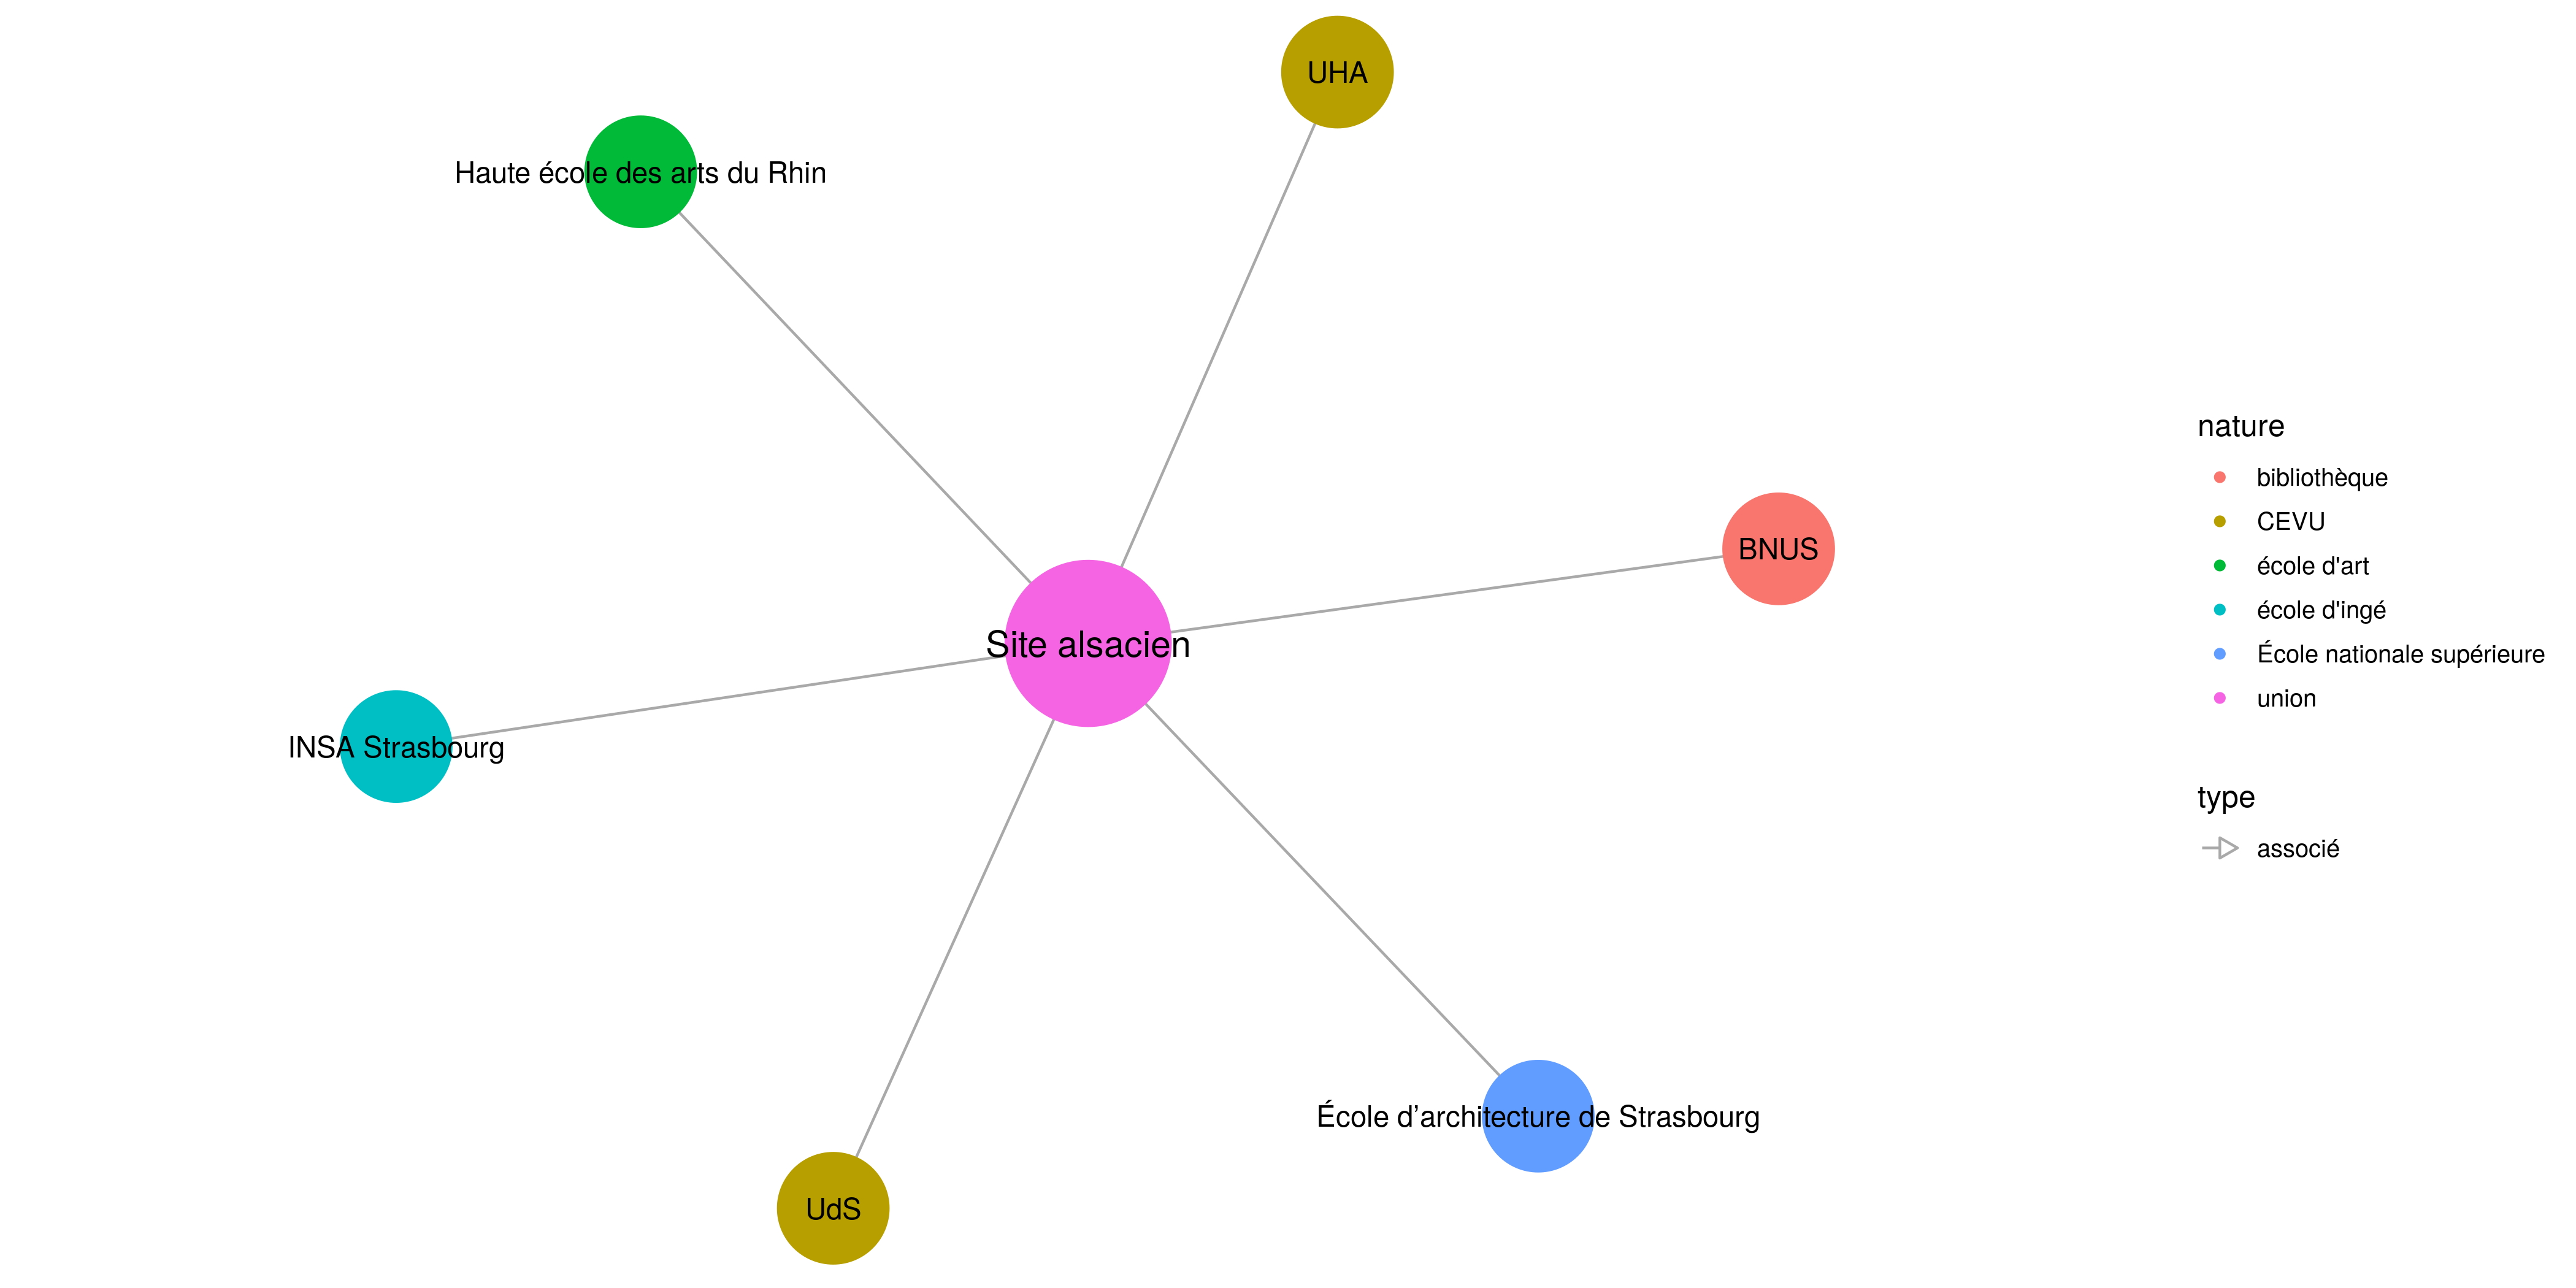 UHA
Haute école des arts du Rhin
BNUS
Site alsacien
INSA Strasbourg
École d’architecture de Strasbourg
UdS
nature
bibliothèque
CEVU
école d'art
école d'ingé
École nationale supérieure
union
type
associé